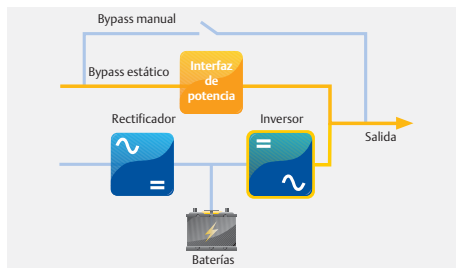 Bypass manual
Bypass estático
Interfaz
de
potencia
Rectificador
Inversor
Salida
Baterías